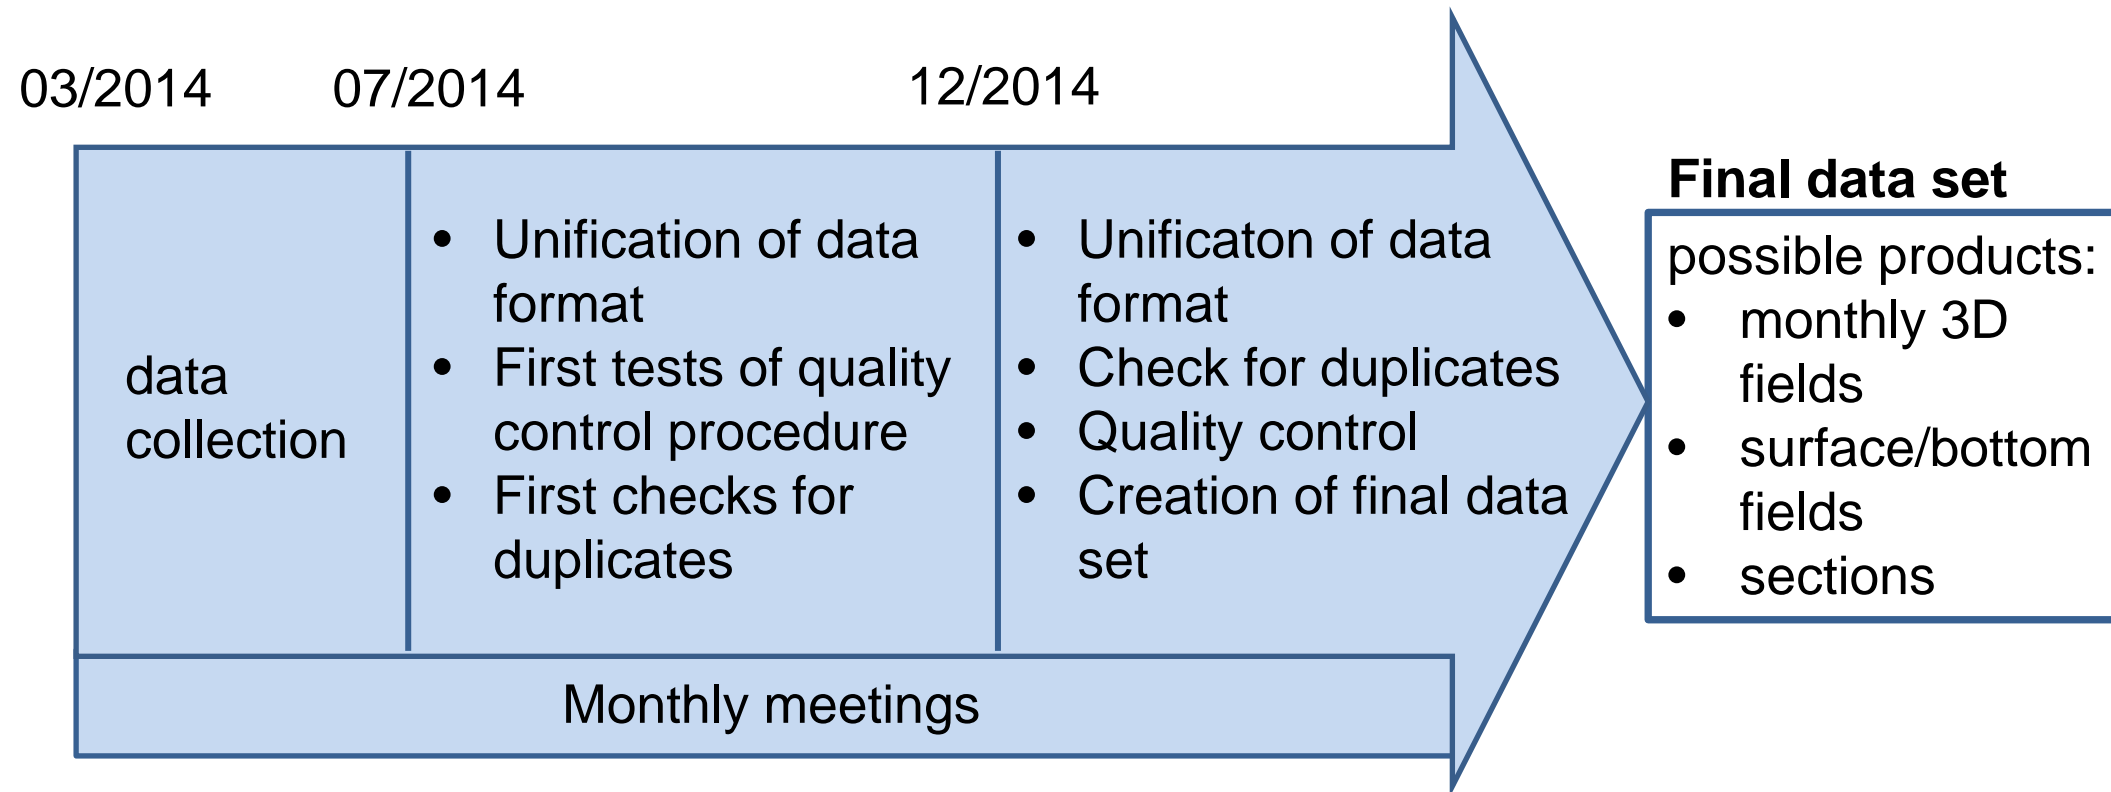 03/2014
07/2014
12/2014
data
collection
• Unification of data
format
• First tests of quality
control procedure
• First checks for
duplicates
• Unificaton of data
format
• Check for duplicates
• Quality control
• Creation of final data
set
Monthly meetings
Final data set
possible products:
• monthly 3D
fields
• surface/bottom
fields
• sections